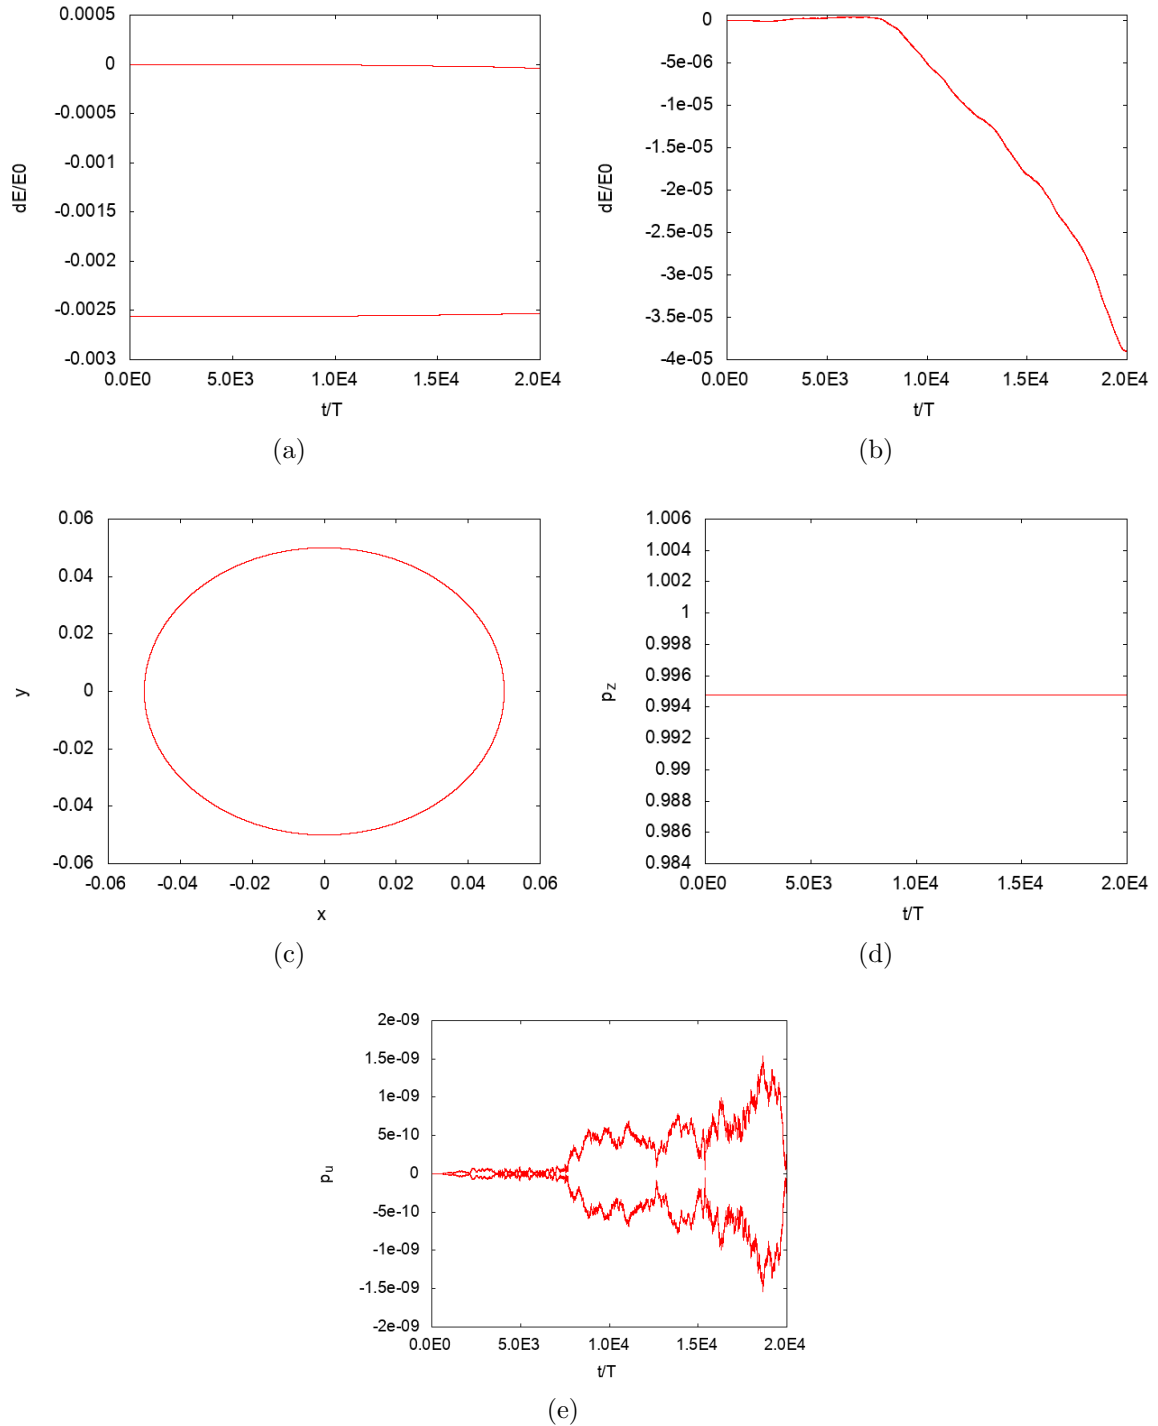 0.0005
0
-0.0005
-0.001
-0.0015
-0.002
-0.0025
-0.003
dE/E0
0.0E0 5.0E3 1.0E4 1.5E4 2.0E4
t/T
(a)
0
-5e-06
-1e-05
-1.5e-05
-2e-05
-2.5e-05
-3e-05
-3.5e-05
-4e-05
dE/E0
0.0E0 5.0E3 1.0E4 1.5E4 2.0E4
t/T
(b)
0.06
0.04
0.02
0
-0.02
-0.04
-0.06
y
-0.06 -0.04 -0.02 0 0.02 0.04 0.06
x
(c)
1.006
1.004
1.002
1
0.998
0.996
0.994
0.992
0.99
0.988
0.986
0.984
pz
0.0E0 5.0E3 1.0E4 1.5E4 2.0E4
t/T
(d)
2e-09
1.5e-09
1e-09
5e-10
0
-5e-10
-1e-09
-1.5e-09
-2e-09
pu
0.0E0 5.0E3 1.0E4 1.5E4 2.0E4
t/T
(e)